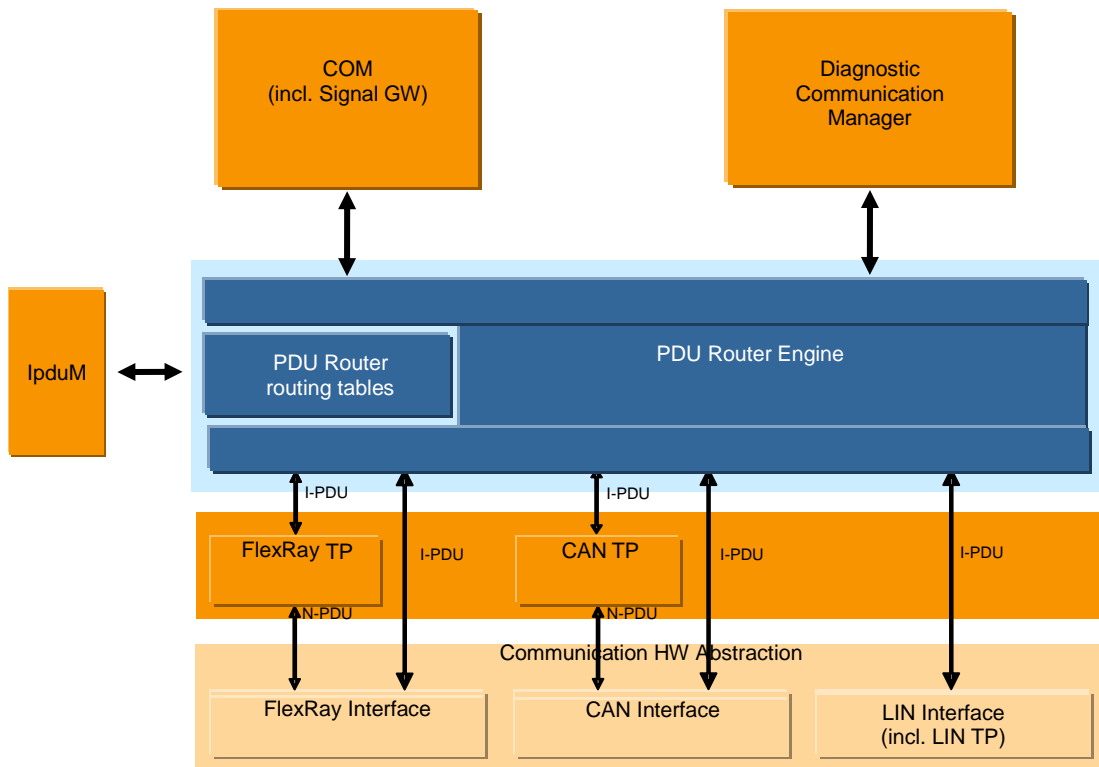 COM
(incl. Signal GW)
Diagnostic
Communication
Manager
IpduM
PDU Router
routing tables
PDU Router Engine
I-PDU
I-PDU
FlexRay TP
I-PDU
CAN TP
I-PDU
I-PDU
N-PDU
N-PDU
Communication HW Abstraction
FlexRay Interface
CAN Interface
LIN Interface
(incl. LIN TP)